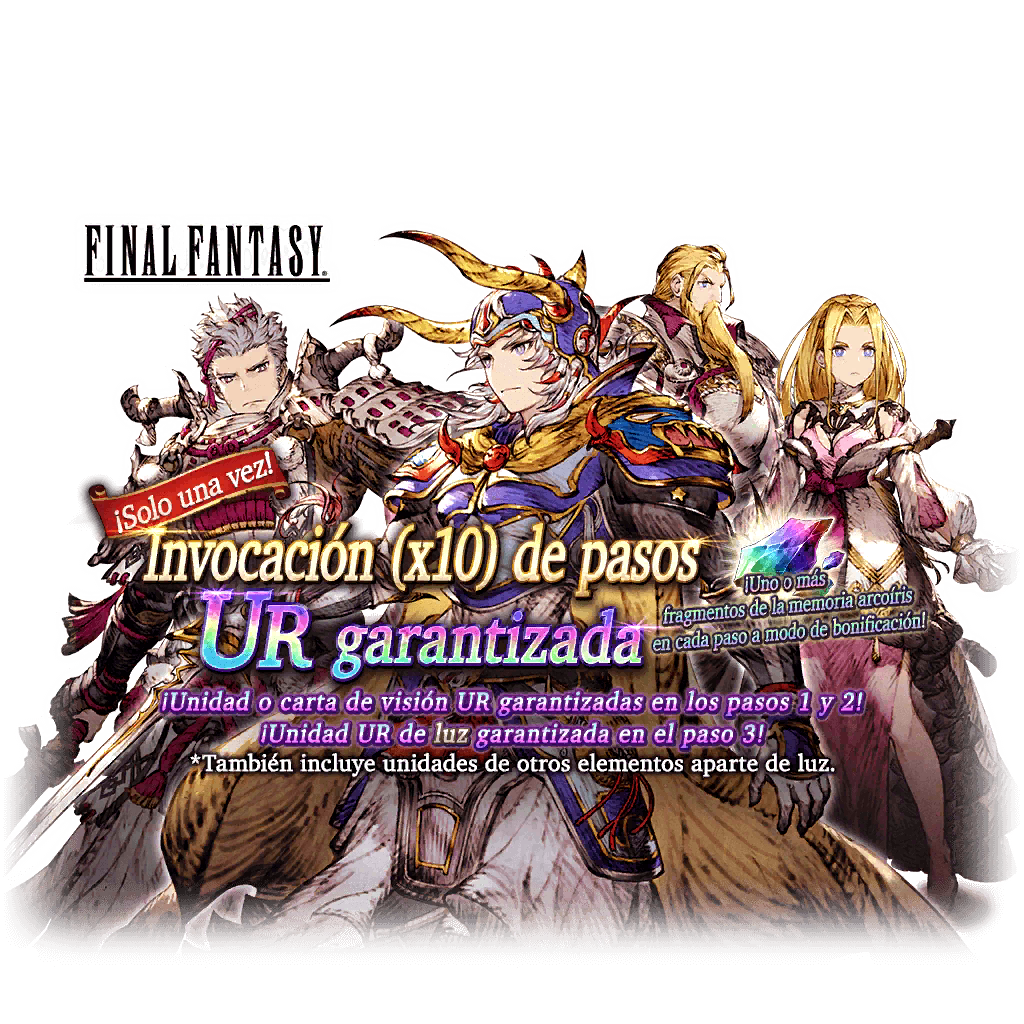 FINAL FANTASY®
¡Solo una vez!
Invocación (x10) de pasos
UR garantizada
¡Uno o más
fragmentos de la memoria arcoíris
en cada paso a modo de bonificación!
¡Unidad o carta de visión UR garantizadas en los pasos 1 y 2!
¡Unidad UR de luz garantizada en el paso 3!
*También incluye unidades de otros elementos aparte de luz.